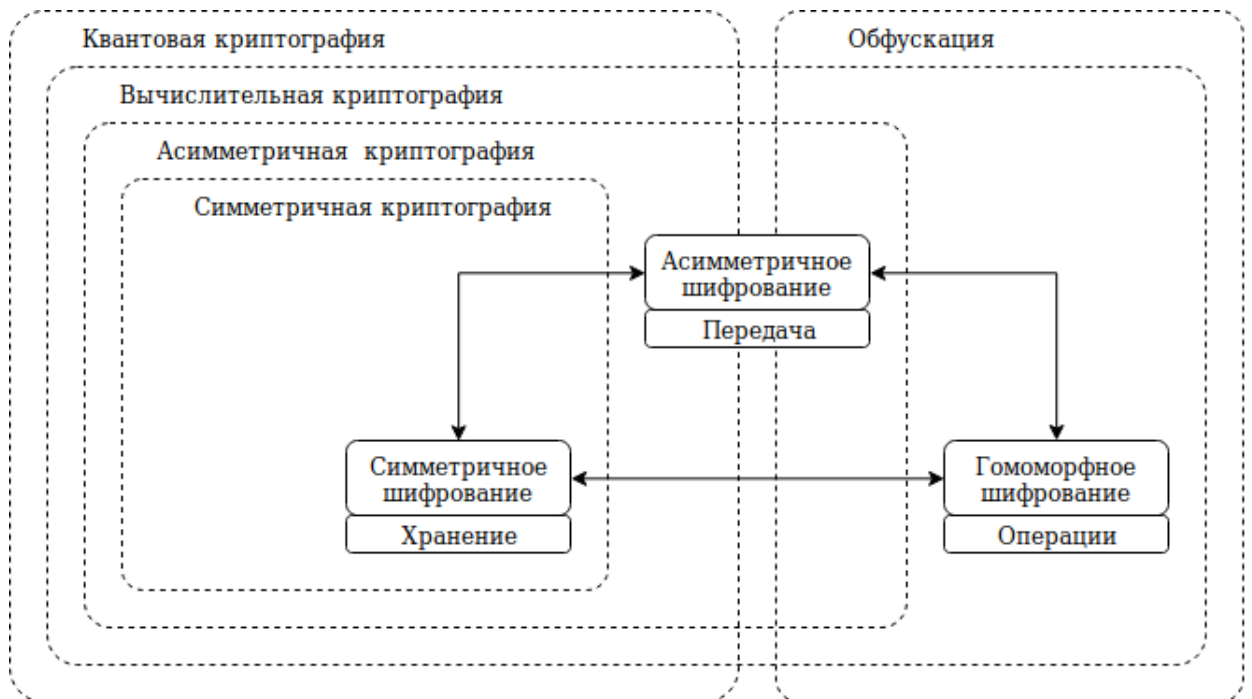 Квантовая криптография
Обфускация
Вычислительная криптография
Асимметричная криптография
Симметричная криптография
Асимметричное
шифрование
Передача
Симметричное
шифрование
Хранение
Гомоморфное
шифрование
Операции